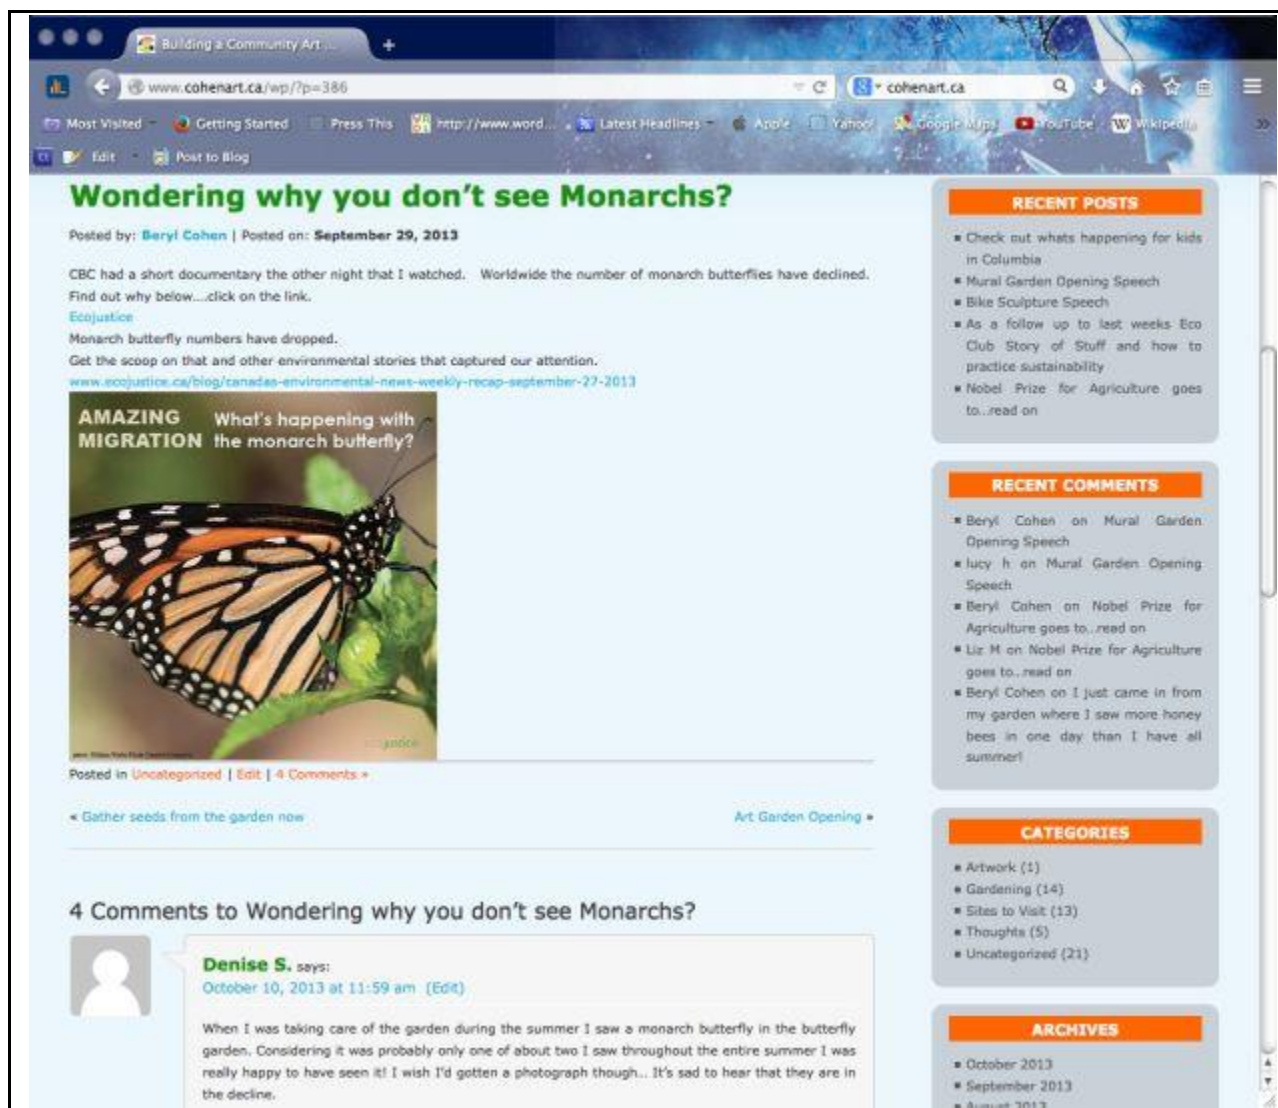 Building a Community Art ...
www.cohenart.ca/wp/?p=386
cohenart.ca
Most Visited
Getting Started
Press This
http://www.word...
Latest Headlines
Apple
Yahoo!
Google Maps
YouTube
Wikipedia
Edit
Post to Blog
Wondering why you don't see Monarchs?
Posted by: Beryl Cohen | Posted on: September 29, 2013
CBC had a short documentary the other night that I watched. Worldwide the number of monarch butterflies have declined.
Find out why below....click on the link.
Ecojustice
Monarch butterfly numbers have dropped.
Get the scoop on that and other environmental stories that captured our attention.
www.ecojustice.ca/blog/canadas-environmental-news-weekly-recap-september-27-2013
AMAZING MIGRATION
What's happening with
the monarch butterfly?
ecojustice
Posted in Uncategorized | Edit | 4 Comments »
« Gather seeds from the garden now
Art Garden Opening »
4 Comments to Wondering why you don't see Monarchs?
Denise S. says:
October 10, 2013 at 11:59 am (Edit)
When I was taking care of the garden during the summer I saw a monarch butterfly in the butterfly
garden. Considering it was probably only one of about two I saw throughout the entire summer I was
really happy to have seen it! I wish I'd gotten a photograph though... It's sad to hear that they are in
the decline.
RECENT POSTS
Check out whats happening for kids
in Columbia
Mural Garden Opening Speech
Bike Sculpture Speech
As a follow up to last weeks Eco
Club Story of Stuff and how to
practice sustainability
Nobel Prize for Agriculture goes
to...read on
RECENT COMMENTS
Beryl Cohen on Mural Garden
Opening Speech
lucy h on Mural Garden Opening
Speech
Beryl Cohen on Nobel Prize for
Agriculture goes to...read on
Liz M on Nobel Prize for Agriculture
goes to...read on
Beryl Cohen on I just came in from
my garden where I saw more honey
bees in one day than I have all
summer!
CATEGORIES
Artwork (1)
Gardening (14)
Sites to Visit (13)
Thoughts (5)
Uncategorized (21)
ARCHIVES
October 2013
September 2013
August 2013